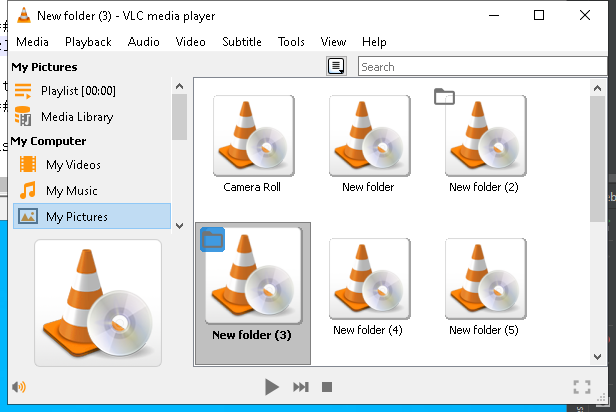 New folder (3) - VLC media player
Media Playback Audio Video Subtitle Tools View Help
My Pictures
Search
Playlist [00:00]
Media Library
My Computer
My Videos
My Music
My Pictures
Camera Roll
New folder
New folder (2)
New folder (3)
New folder (4)
New folder (5)